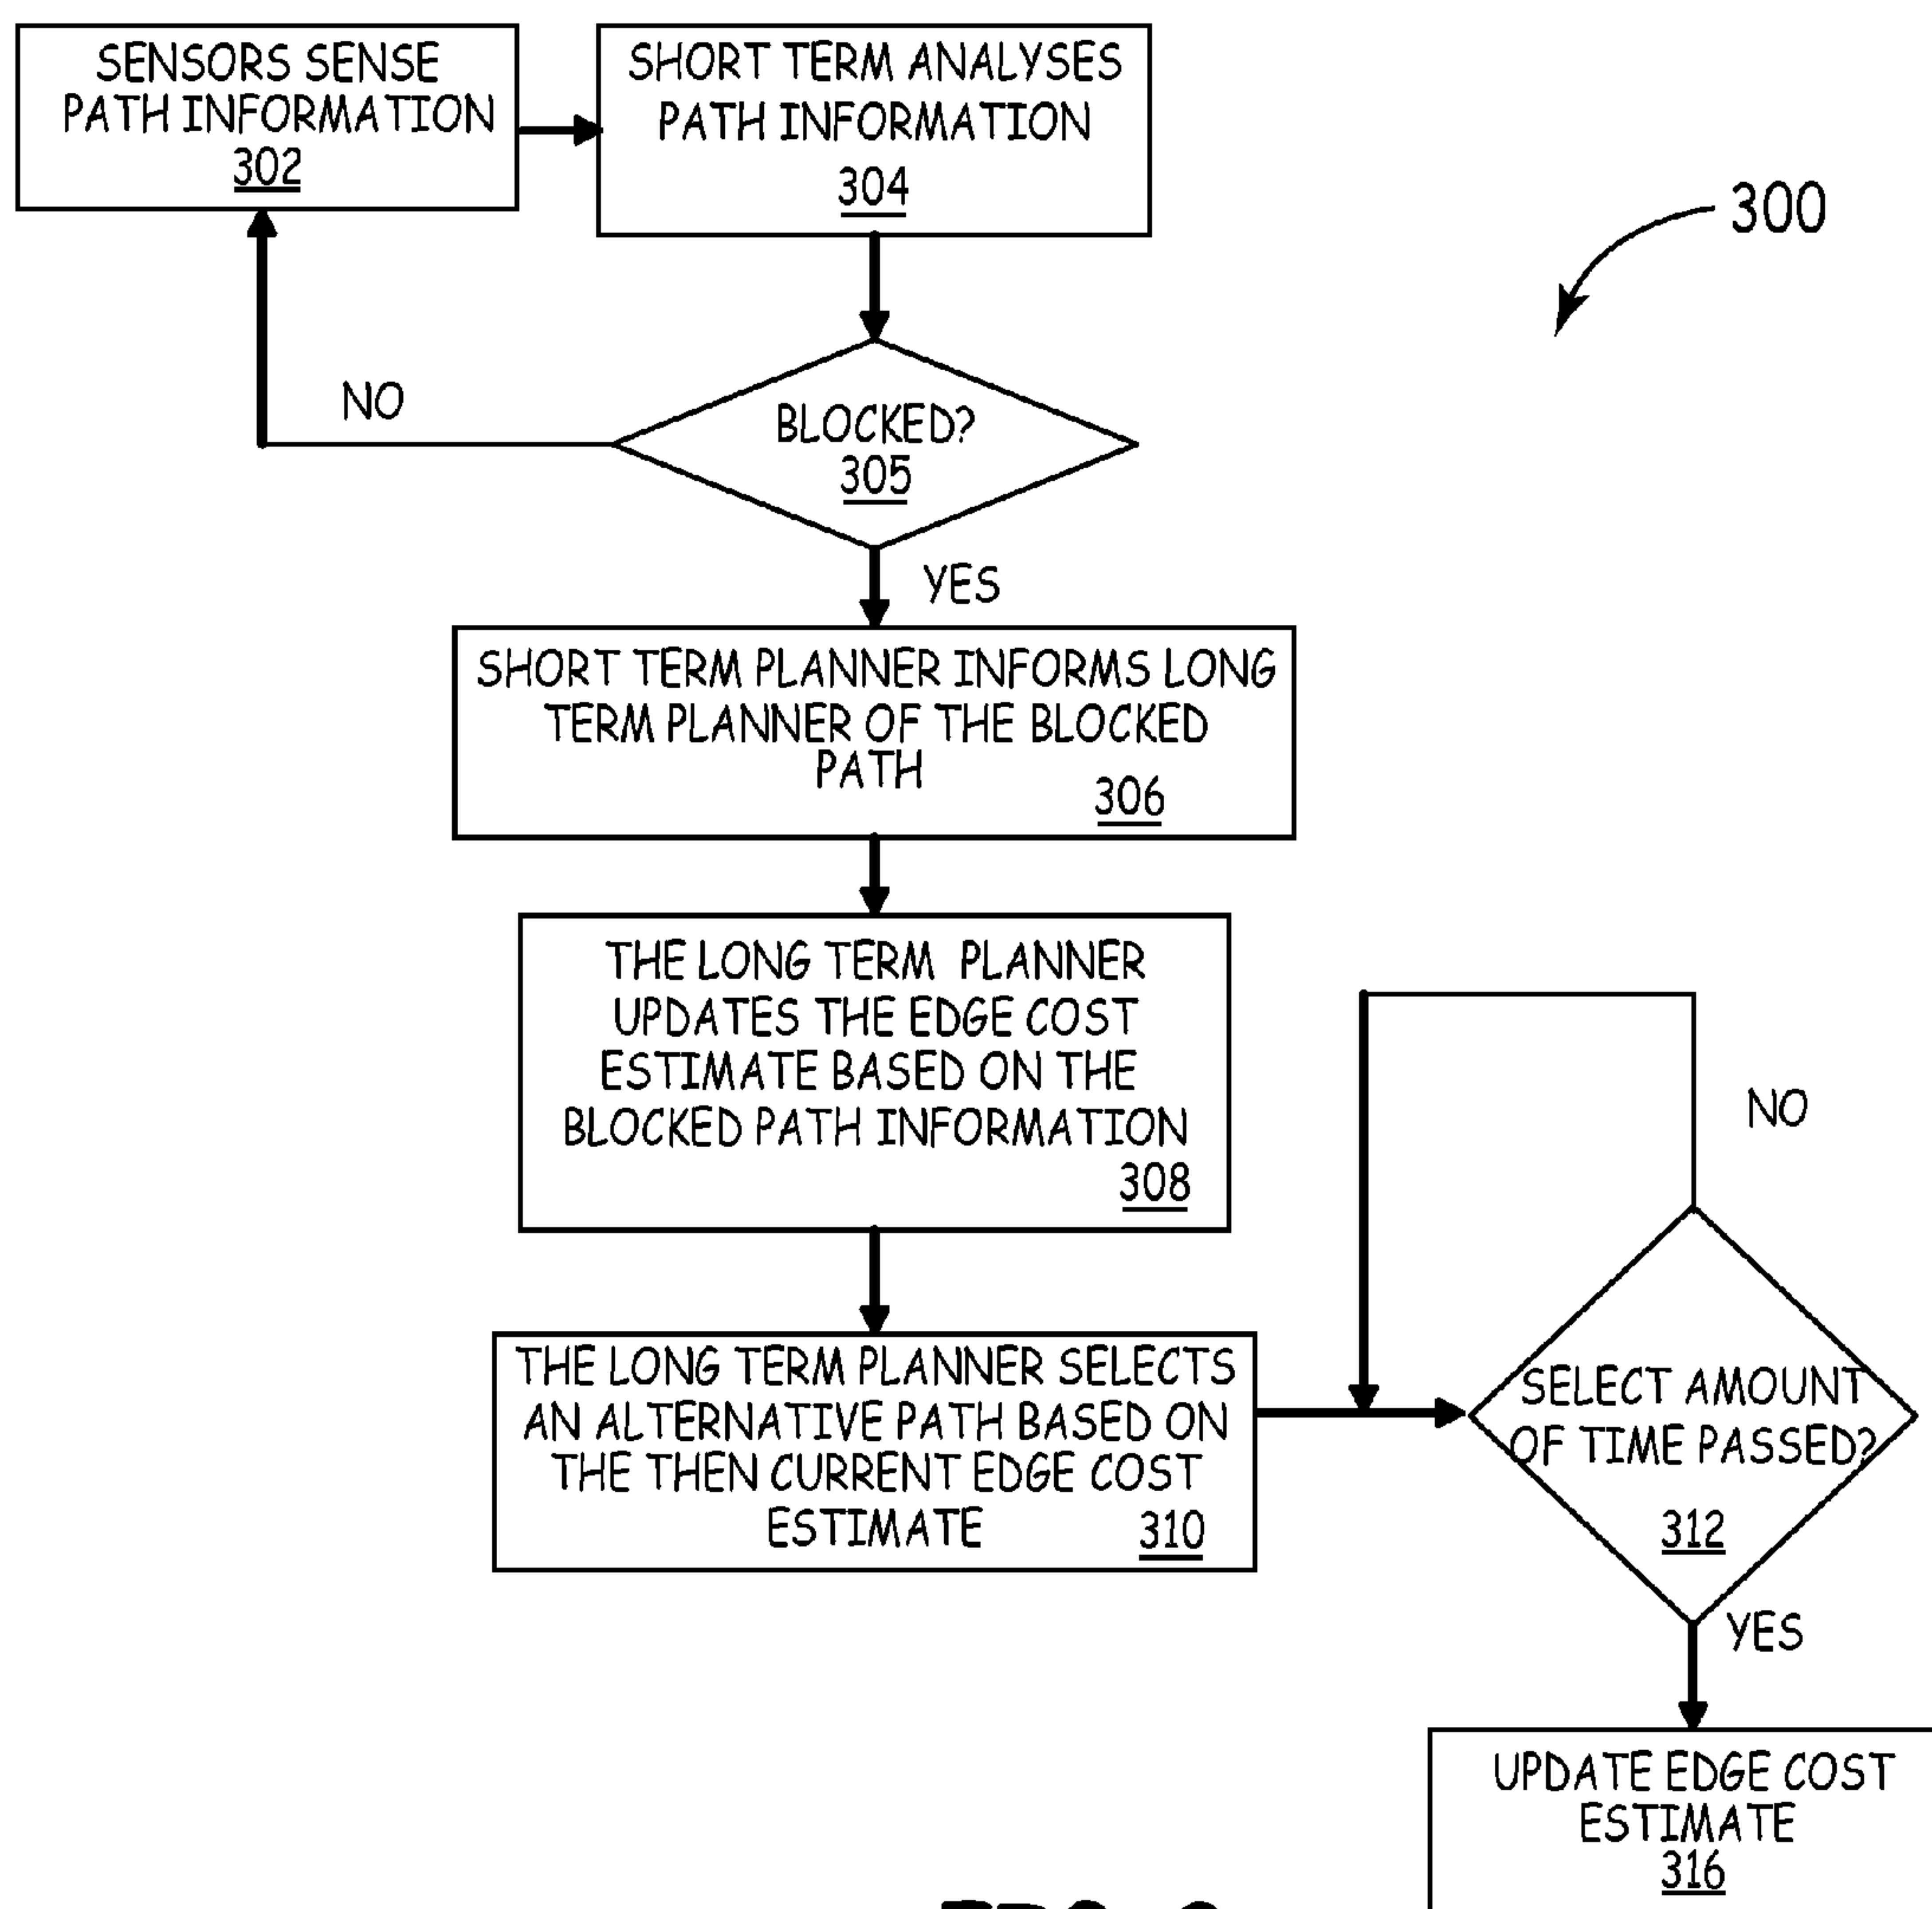 SENSORS SENSE
PATH INFORMATION
302
SHORT TERM ANALYSES
PATH INFORMATION
304
300
NO
BLOCKED?
305
YES
SHORT TERM PLANNER INFORMS LONG
TERM PLANNER OF THE BLOCKED
PATH
306
THE LONG TERM PLANNER
UPDATES THE EDGE COST
ESTIMATE BASED ON THE
BLOCKED PATH INFORMATION
308
NO
THE LONG TERM PLANNER SELECTS
AN ALTERNATIVE PATH BASED ON
THE THEN CURRENT EDGE COST
ESTIMATE
310
SELECT AMOUNT
OF TIME PASSED?
312
YES
UPDATE EDGE COST
ESTIMATE
316